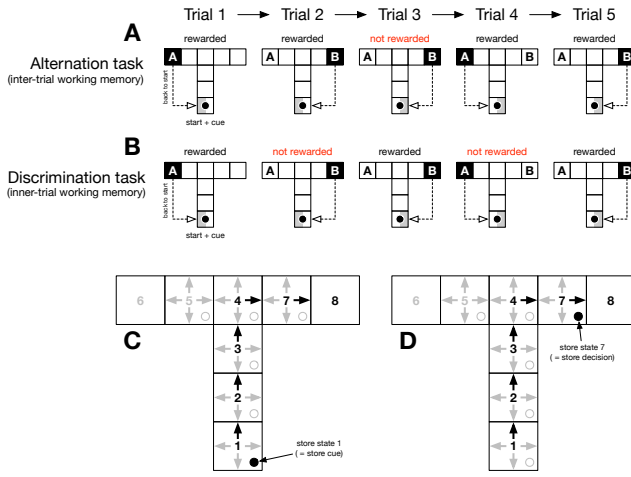 Trial 1 Trial 2 Trial 3 Trial 4 Trial 5
A
rewarded rewarded not rewarded rewarded rewarded
Alternation task
(inter-trial working memory)
A A B A B A B A B
back to start
start + cue
B
rewarded not rewarded rewarded not rewarded rewarded
Discrimination task
(inner-trial working memory)
A A B A B A B A B
back to start
start + cue
6 5 4 7 8
C
3
2
1
store state 1
( = store cue)
6 5 4 7 8
D
store state 7
( = store decision)
3
2
1